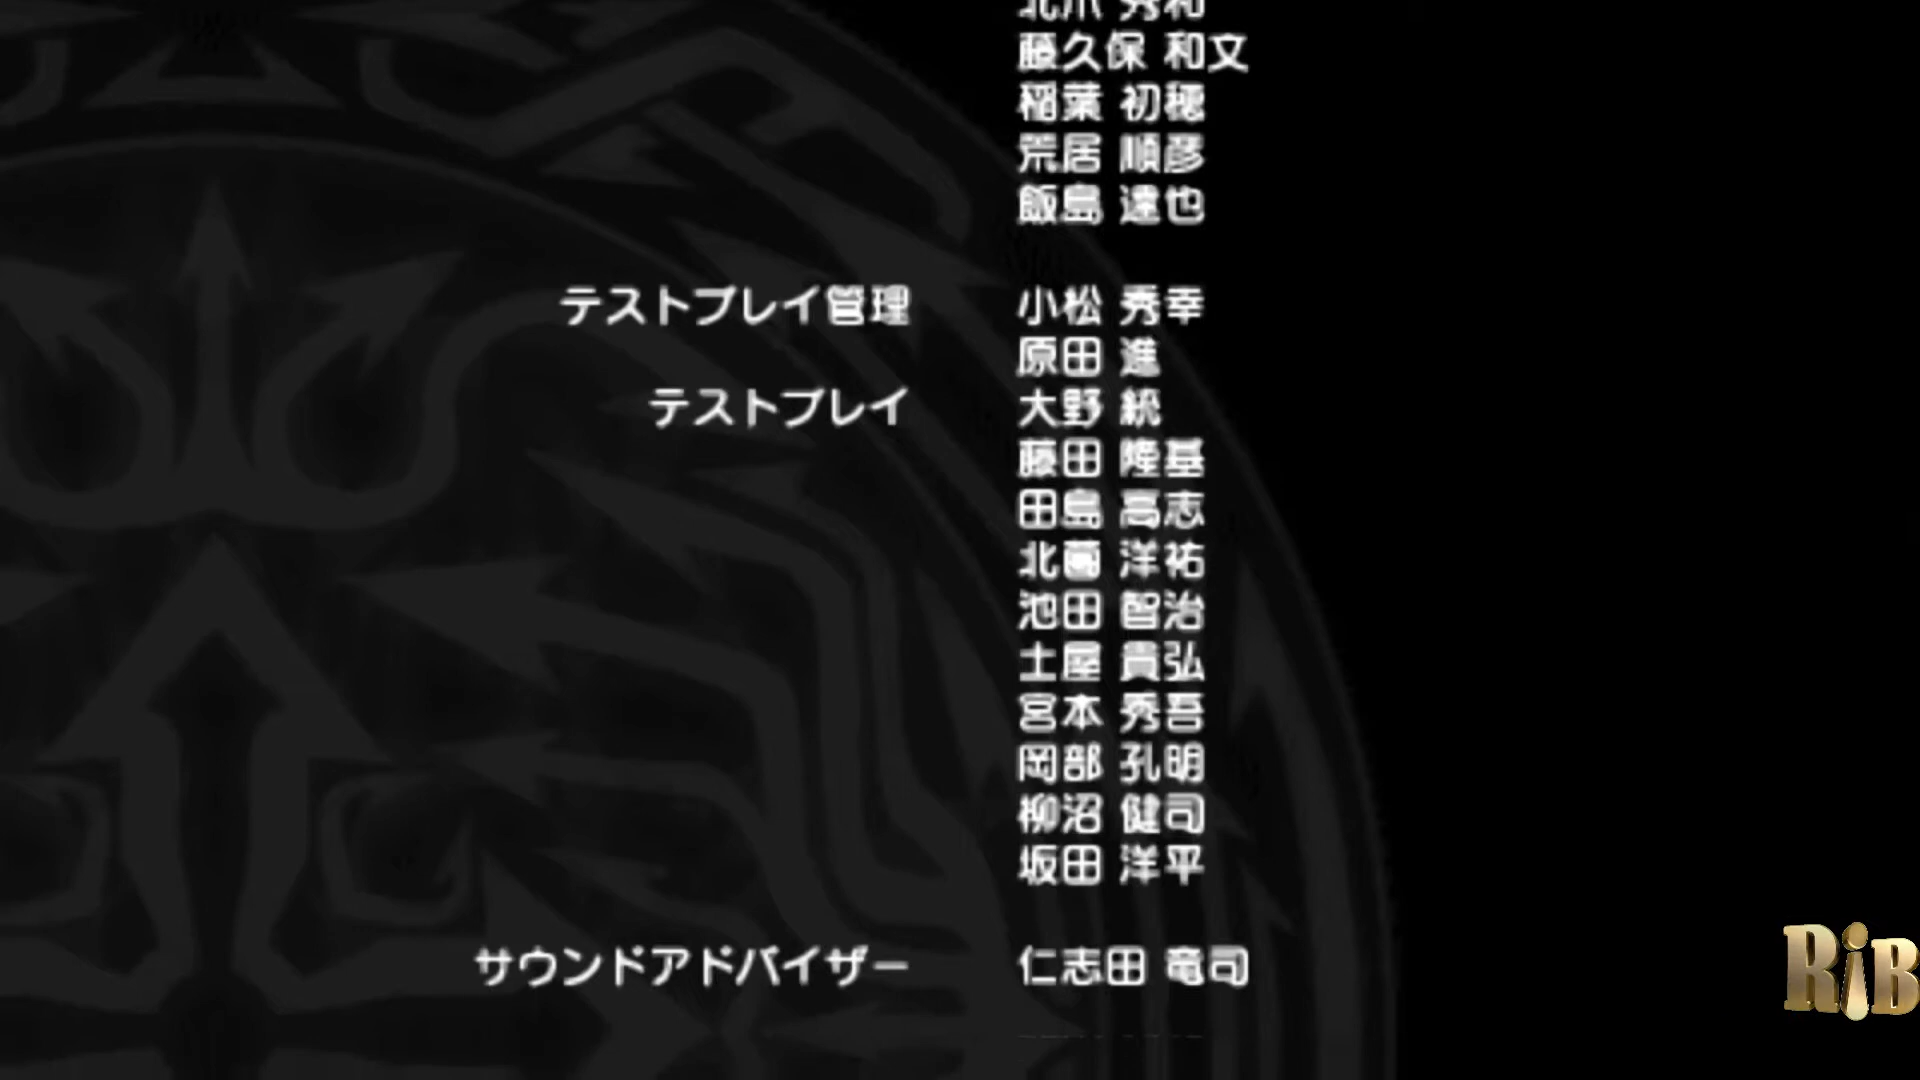 藤久保 和文
稲葉 初穂
荒居 順彦
飯島 達也
テストプレイ管理 小松 秀幸
原田 進
テストプレイ 大野 統
藤田 隆基
田島 高志
北薗 洋祐
池田 智治
土屋 貴弘
宮本 秀吾
岡部 孔明
柳沼 健司
坂田 洋平
サウンドアドバイザー 仁志田 竜司
RiB